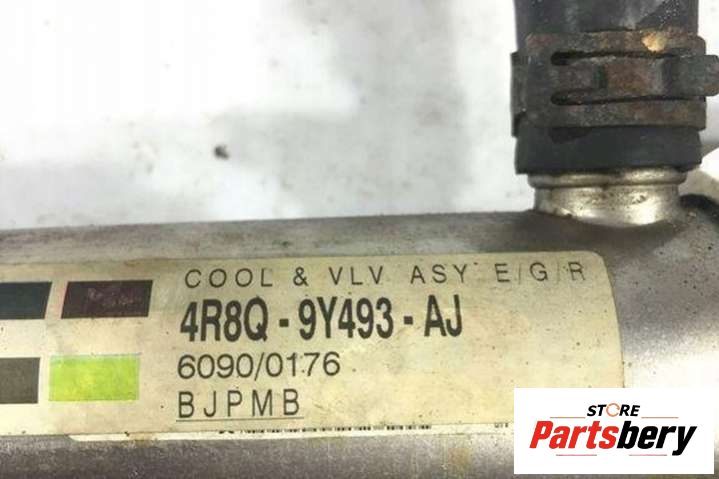 COOL & VLV ASY E/G/R
4R8Q - 9Y493 - AJ
6090/0176
BJPMB
STORE
Partsbery